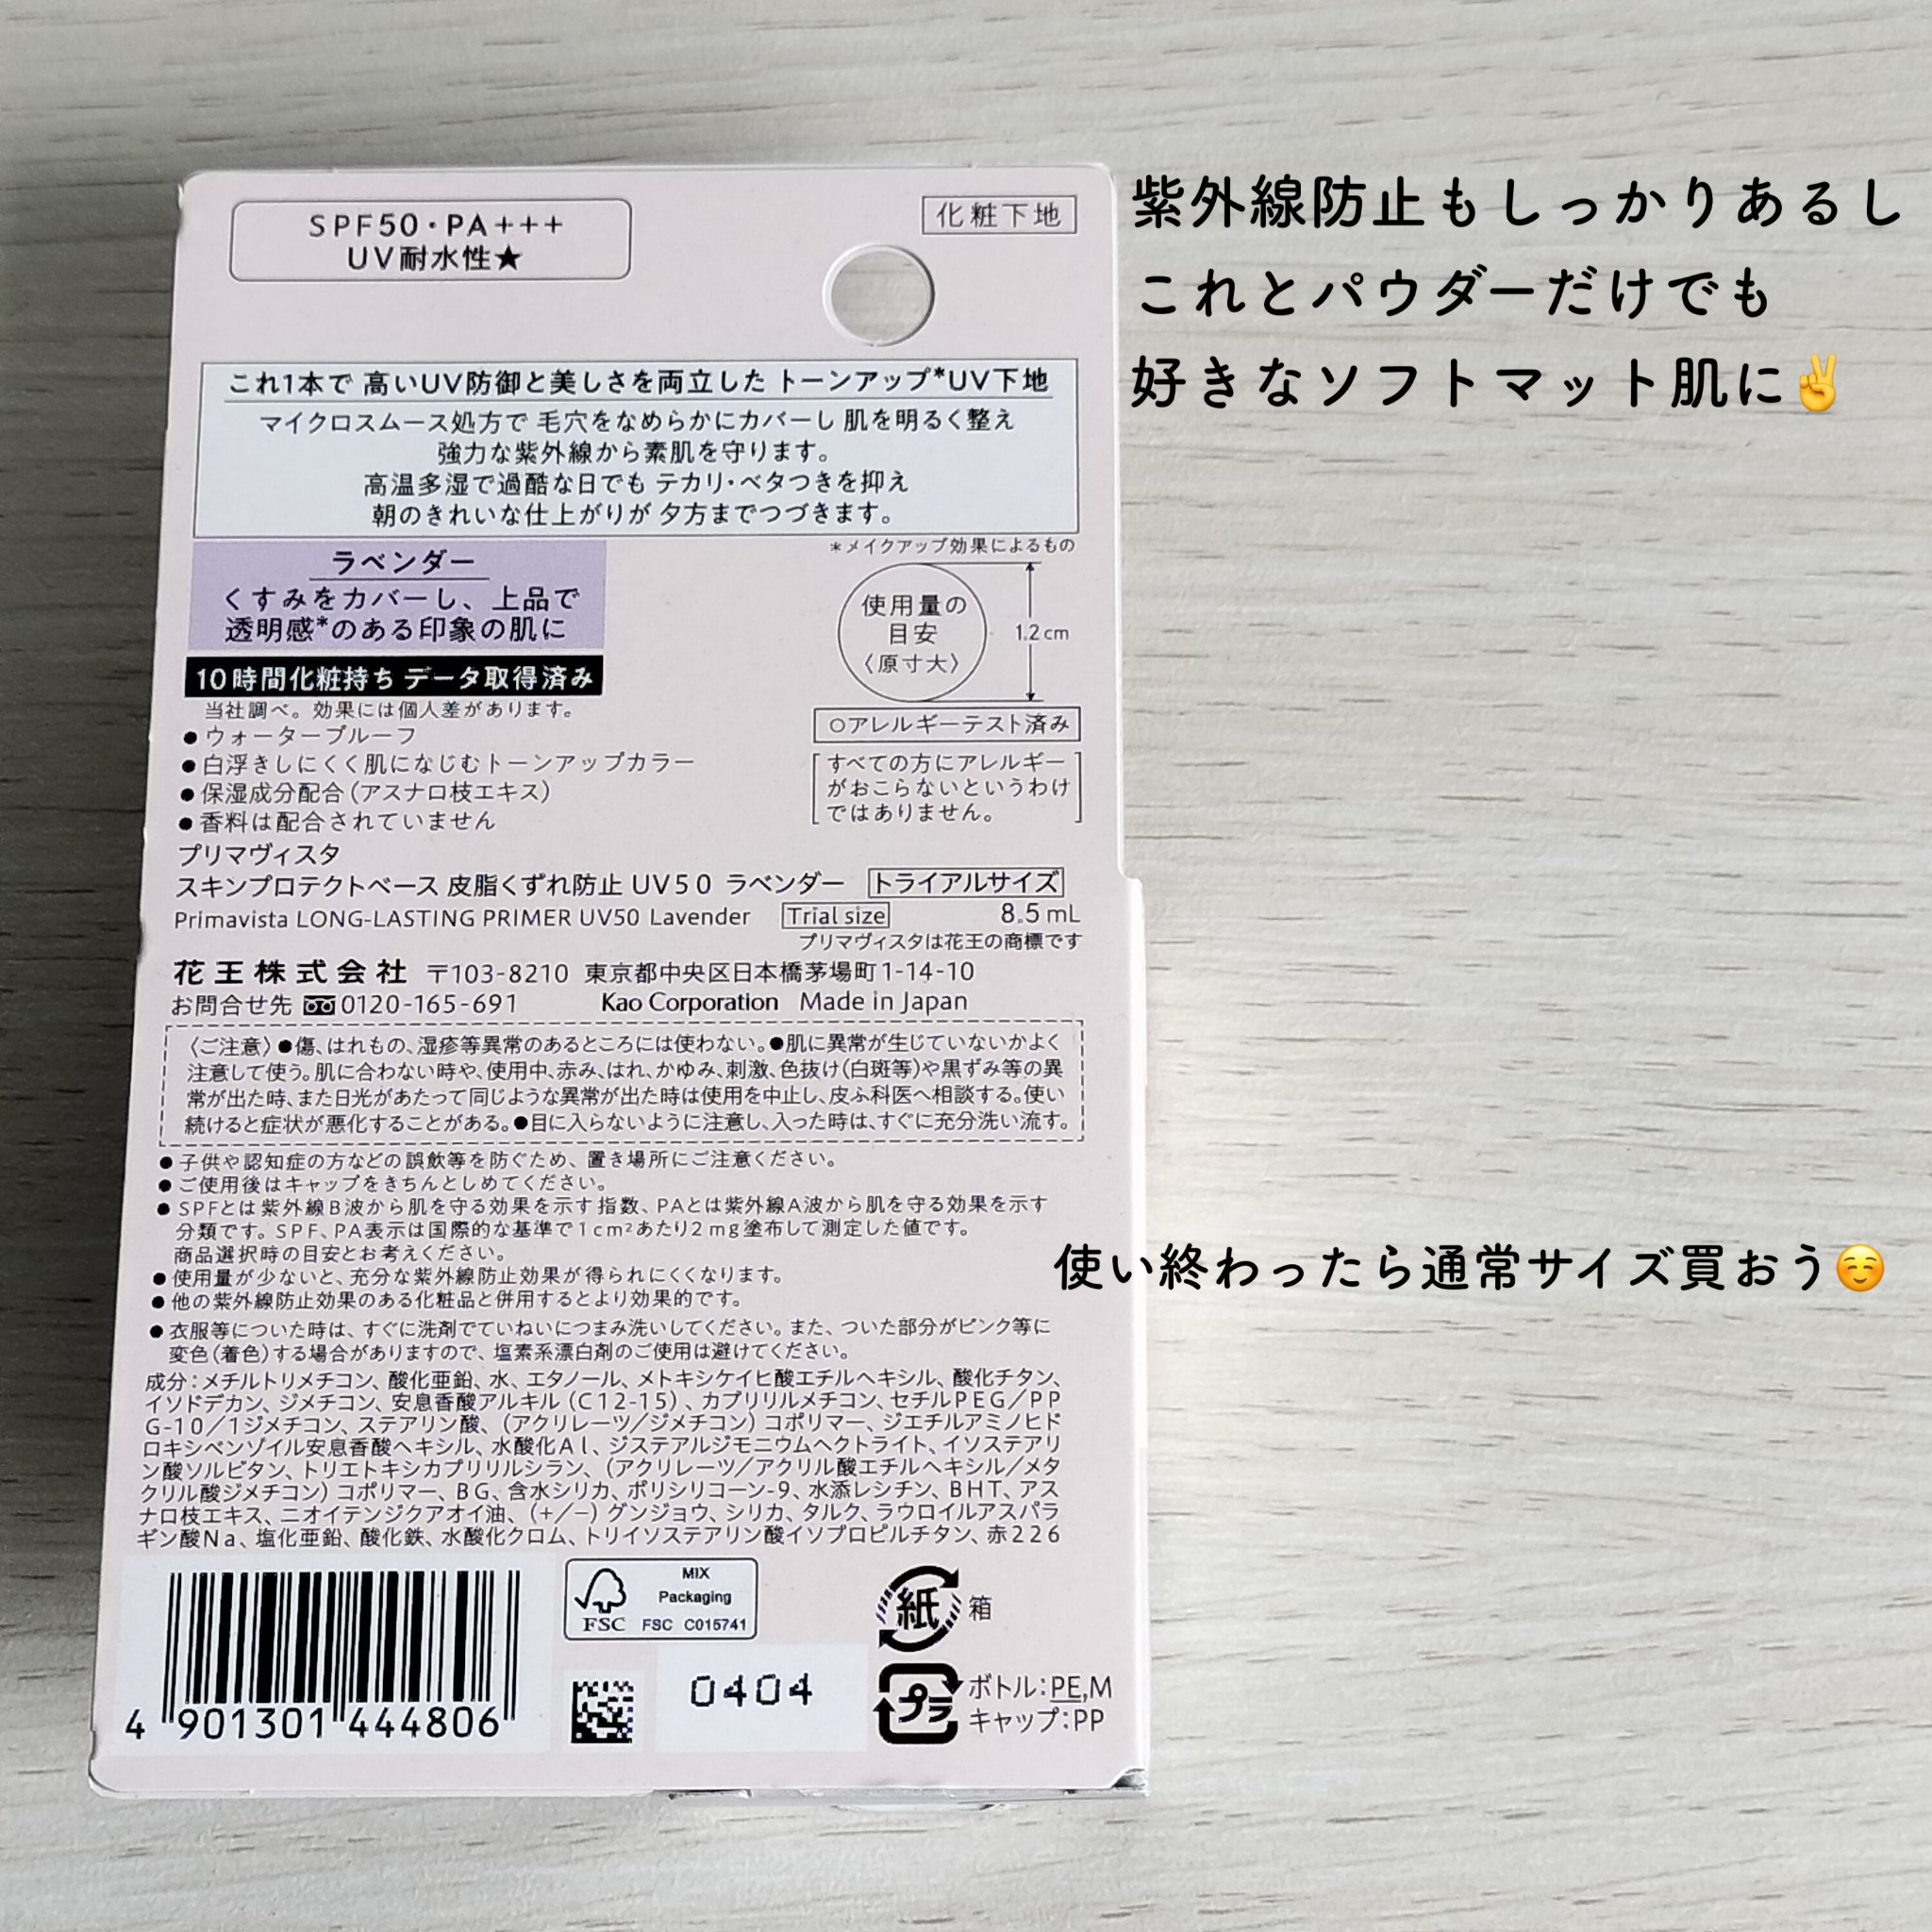 SPF50・PA+++
UV耐水性★
化粧下地
紫外線防止もしっかりあるし
これとパウダーだけでも
好きなソフトマット肌に✌️
これ1本で 高いUV防御と美しさを両立した トーンアップ*UV下地
マイクロスムース処方で 毛穴をなめらかにカバーし 肌を明るく整え
強力な紫外線から素肌を守ります。
高温多湿で過酷な日でも テカリ・ベタつきを抑え
朝のきれいな仕上がりが 夕方までつづきます。
*メイクアップ効果によるもの
ラベンダー
くすみをカバーし、上品で
透明感*のある印象の肌に
使用量の
目安
〈原寸大〉
1.2cm
10時間化粧持ち データ取得済み
当社調べ。効果には個人差があります。
●ウォータープルーフ
●白浮きしにくく肌になじむトーンアップカラー
●保湿成分配合(アスナロ枝エキス)
●香料は配合されていません
○アレルギーテスト済み
すべての方にアレルギー
がおこらないというわけ
ではありません。
プリマヴィスタ
スキンプロテクトベース 皮脂くずれ防止 UV50 ラベンダー トライアルサイズ
Primavista LONG-LASTING PRIMER UV50 Lavender Trial size 8.5mL
プリマヴィスタは花王の商標です
花王株式会社 〒103-8210 東京都中央区日本橋茅場町1-14-10
お問合せ先 0120-165-691 Kao Corporation Made in Japan
〈ご注意〉●傷、はれもの、湿疹等異常のあるところには使わない。●肌に異常が生じていないかよく
注意して使う。肌に合わない時や、使用中、赤み、はれ、かゆみ、刺激、色抜け(白斑等)や黒ずみ等の異
常が出た時、また日光があたって同じような異常が出た時は使用を中止し、皮ふ科医へ相談する。使い
続けると症状が悪化することがある。●目に入らないように注意し、入った時は、すぐに充分洗い流す。
●子供や認知症の方などの誤飲等を防ぐため、置き場所にご注意ください。
●ご使用後はキャップをきちんとしめてください。
●SPFとは紫外線B波から肌を守る効果を示す指数、PAとは紫外線A波から肌を守る効果を示す
分類です。SPF、PA表示は国際的な基準で1cm²あたり2mg塗布して測定した値です。
商品選択時の目安とお考えください。
●使用量が少ないと、充分な紫外線防止効果が得られにくくなります。
●他の紫外線防止効果のある化粧品と併用するとより効果的です。
使い終わったら通常サイズ買おう☺️
●衣服等についた時は、すぐに洗剤でていねいにつまみ洗いしてください。また、ついた部分がピンク等に
変色(着色)する場合がありますので、塩素系漂白剤のご使用は避けてください。
成分：メチルトリメチコン、酸化亜鉛、水、エタノール、メトキシケイヒ酸エチルヘキシル、酸化チタン、
イソドデカン、ジメチコン、安息香酸アルキル(C12-15)、カプリリルメチコン、セチルPEG／PP
G-10／1ジメチコン、ステアリン酸、(アクリレーツ／ジメチコン)コポリマー、ジエチルアミノヒド
ロキシベンゾイル安息香酸ヘキシル、水酸化Al、ジステアルジモニウムヘクトライト、イソステアリ
ン酸ソルビタン、トリエトキシカプリリルシラン、(アクリレーツ／アクリル酸エチルヘキシル／メタ
クリル酸ジメチコン)コポリマー、BG、含水シリカ、ポリシリコーン-9、水添レシチン、BHT、アス
ナロ枝エキス、ニオイテンジクアオイ油、(+／−)グンジョウ、シリカ、タルク、ラウロイルアスパラ
ギン酸Na、塩化亜鉛、酸化鉄、水酸化クロム、トリイソステアリン酸イソプロピルチタン、赤226
4 901301 444806
FSC
MIX
Packaging
FSC C015741
0404
紙 箱
プラ
ボトル：PE,M
キャップ：PP